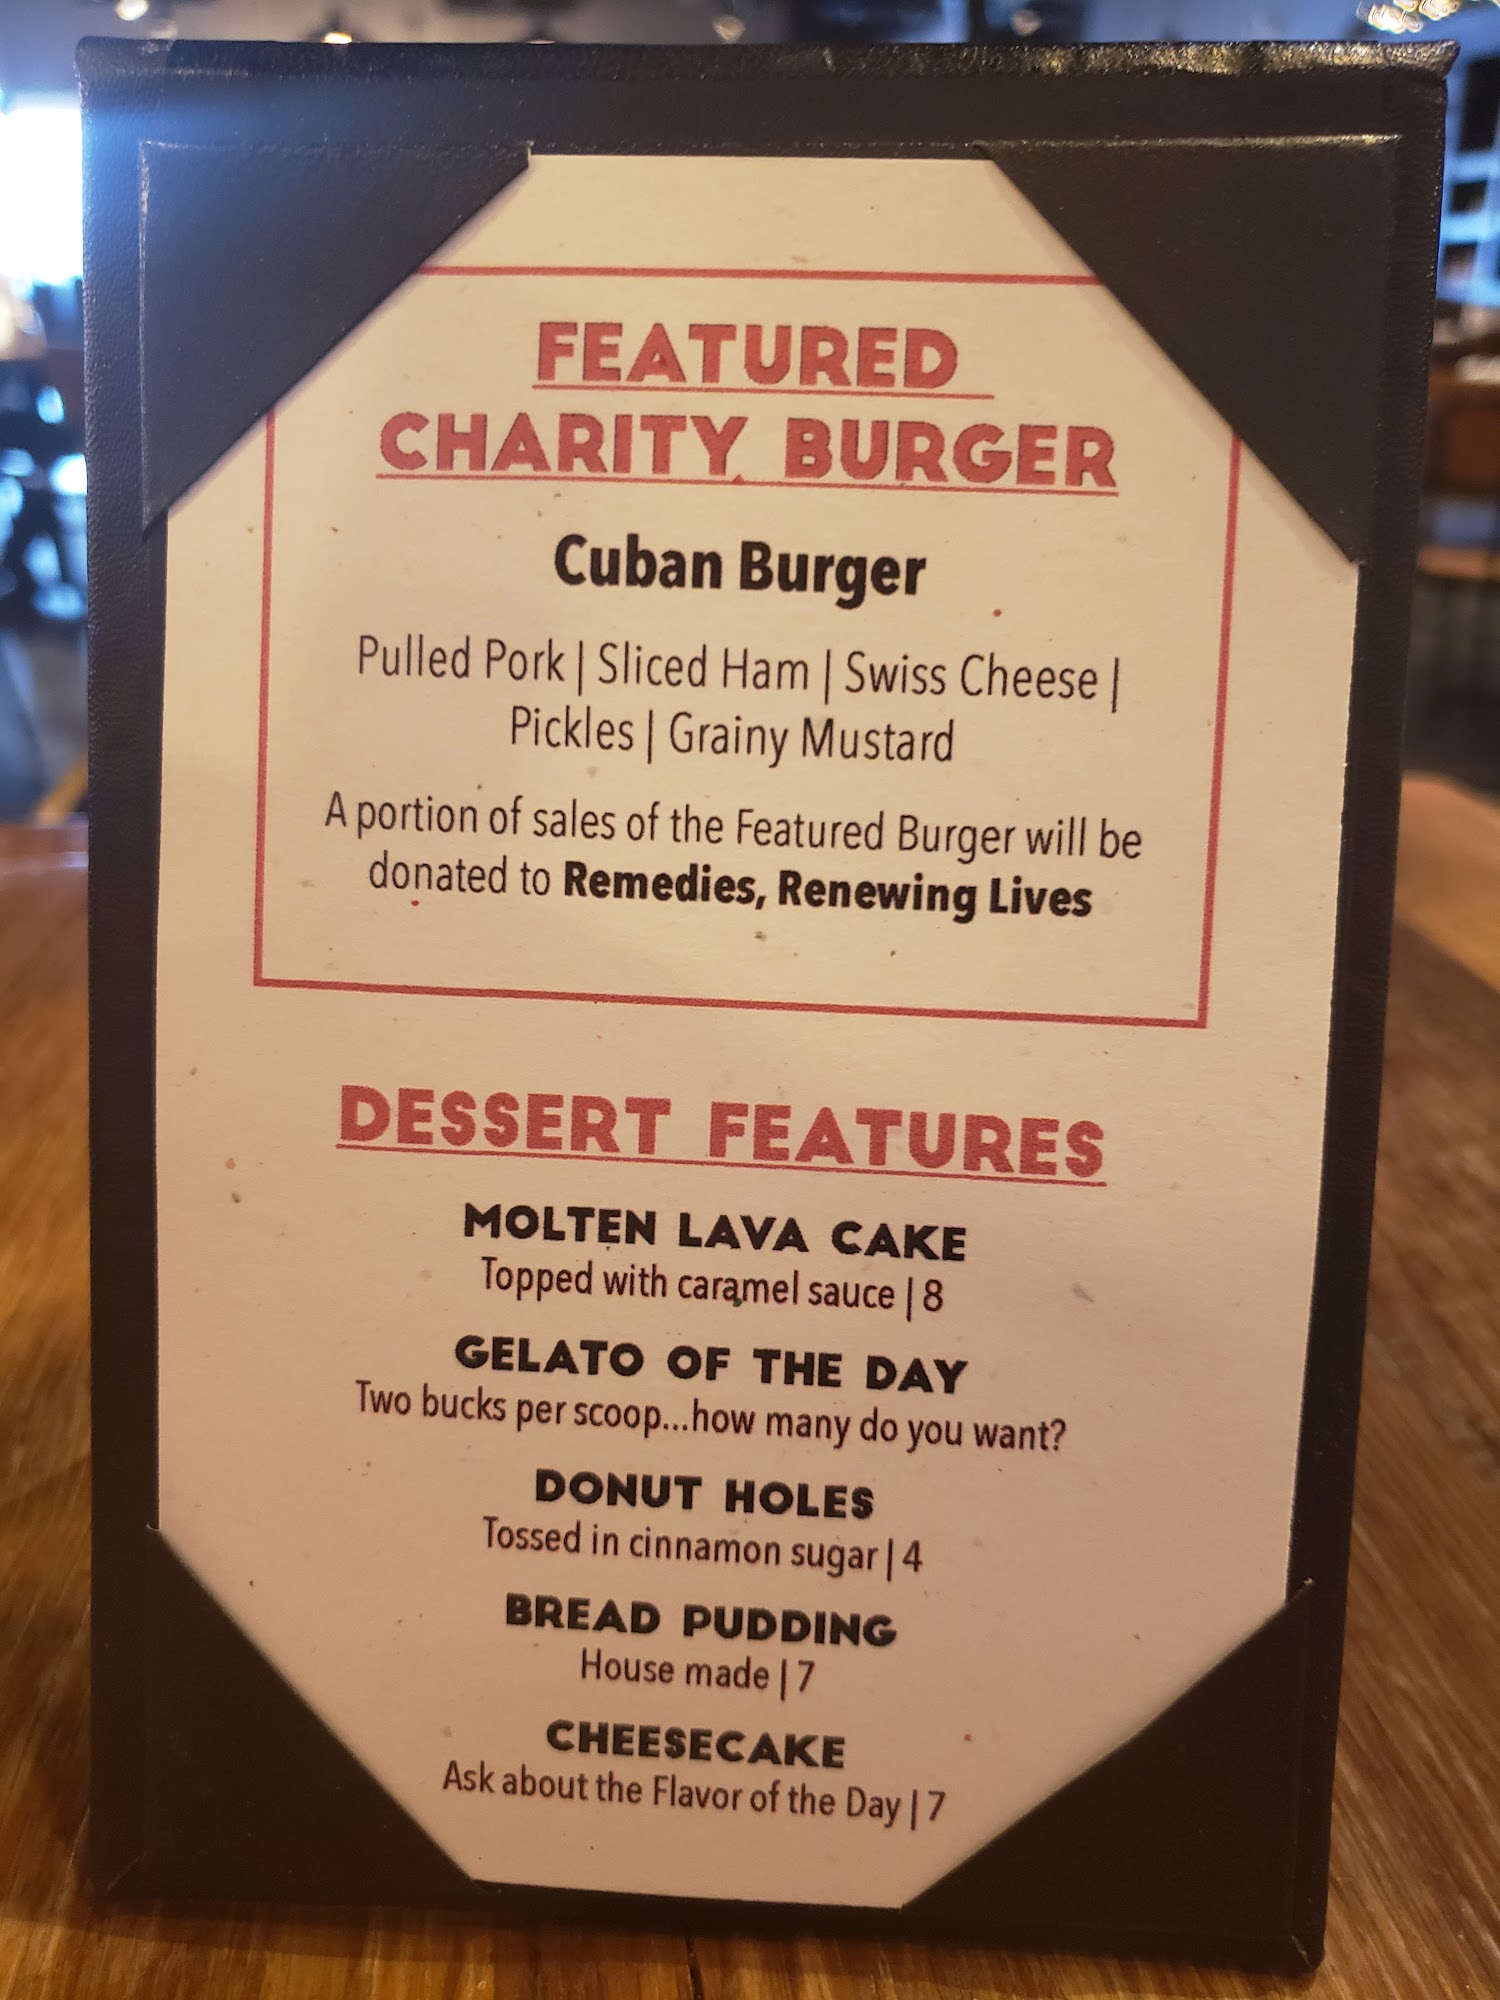 FEATURED
CHARITY BURGER
Cuban Burger
Pulled Pork | Sliced Ham | Swiss Cheese |
Pickles | Grainy Mustard
A portion of sales of the Featured Burger will be
donated to Remedies, Renewing Lives
DESSERT FEATURES
MOLTEN LAVA CAKE
Topped with caramel sauce | 8
GELATO OF THE DAY
Two bucks per scoop...how many do you want?
DONUT HOLES
Tossed in cinnamon sugar | 4
BREAD PUDDING
House made | 7
CHEESECAKE
Ask about the Flavor of the Day | 7